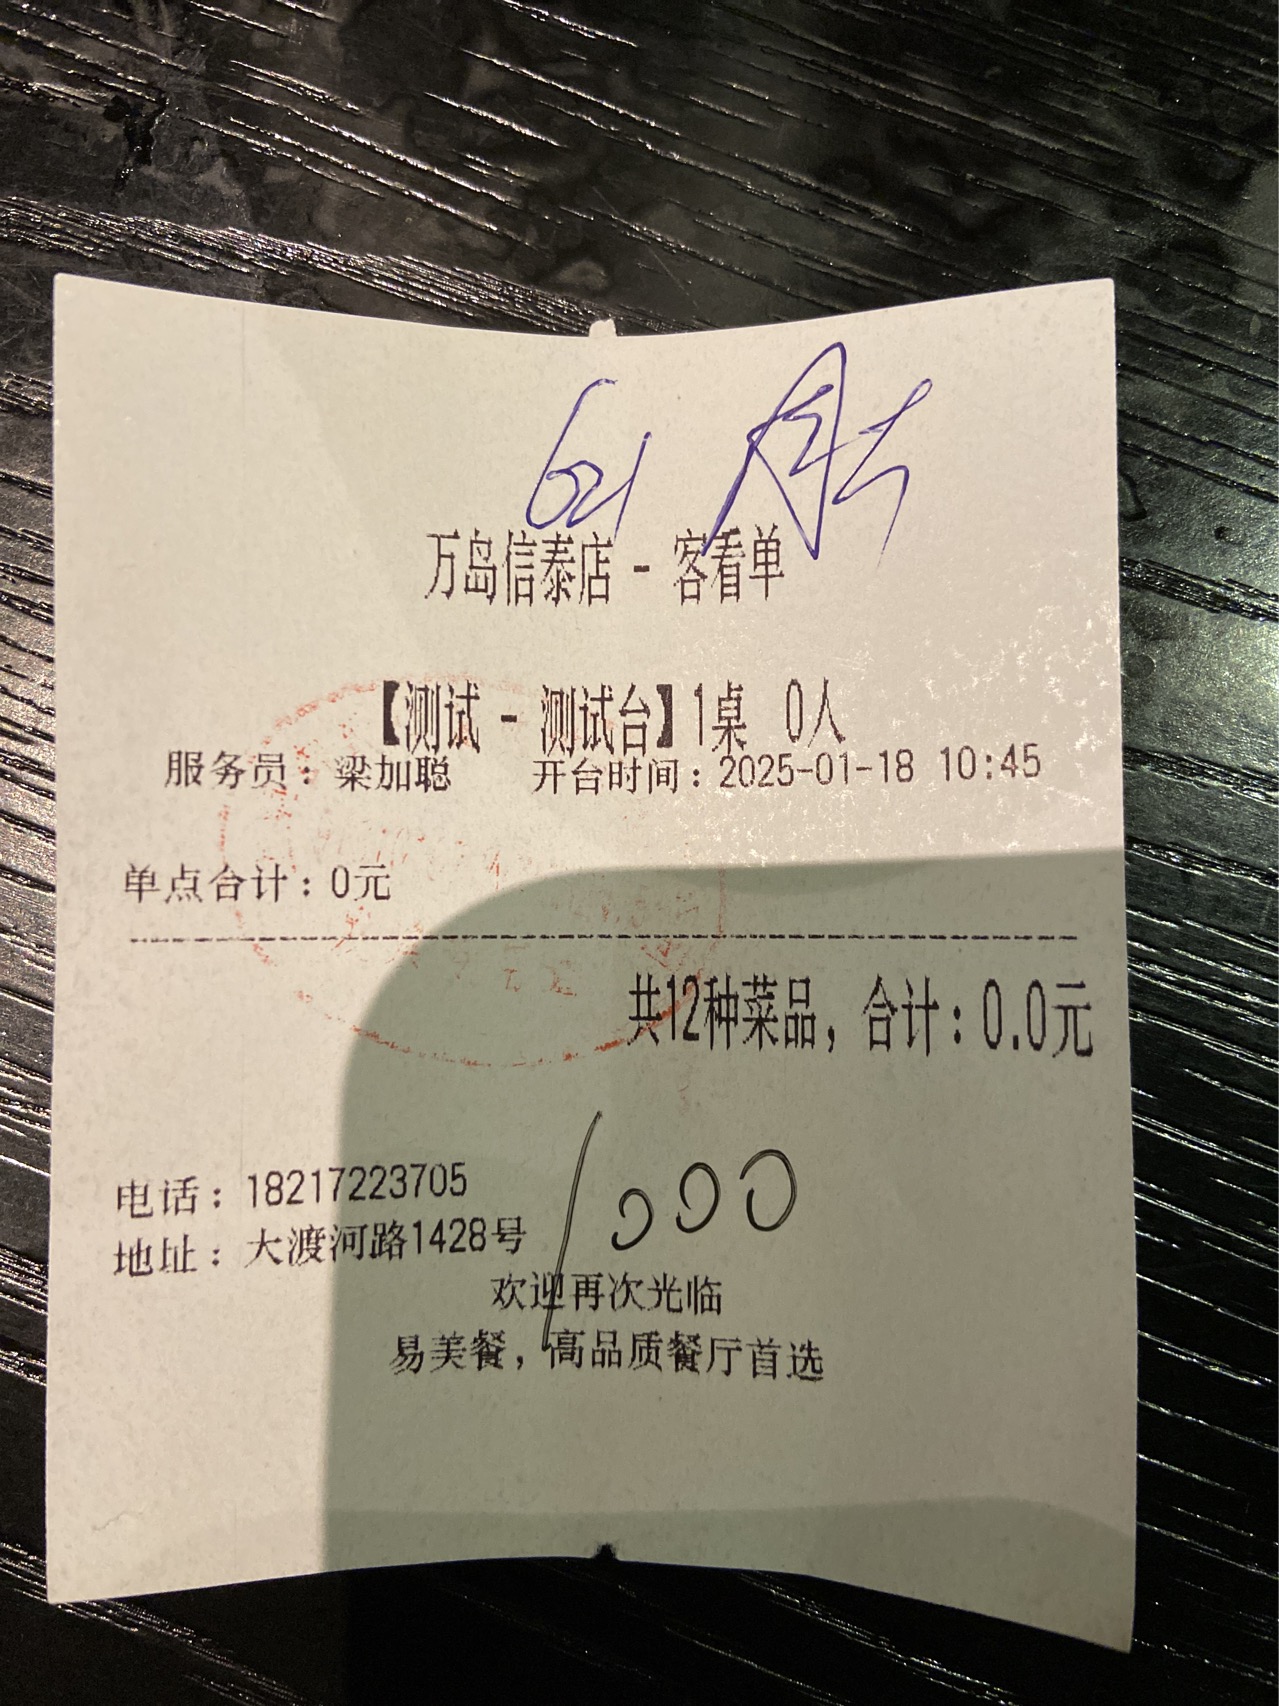 621
万岛信泰店 - 客看单
【测试 - 测试台】1桌 0人
服务员：梁加聪 开台时间：2025-01-18 10:45
单点合计：0元
共12种菜品，合计：0.0元
1000
电话：18217223705
地址：大渡河路1428号
欢迎再次光临
易美餐，高品质餐厅首选